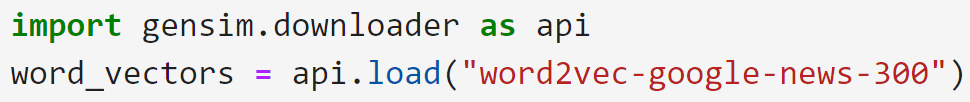 import gensim.downloader as api
word_vectors = api.load("word2vec-google-news-300")